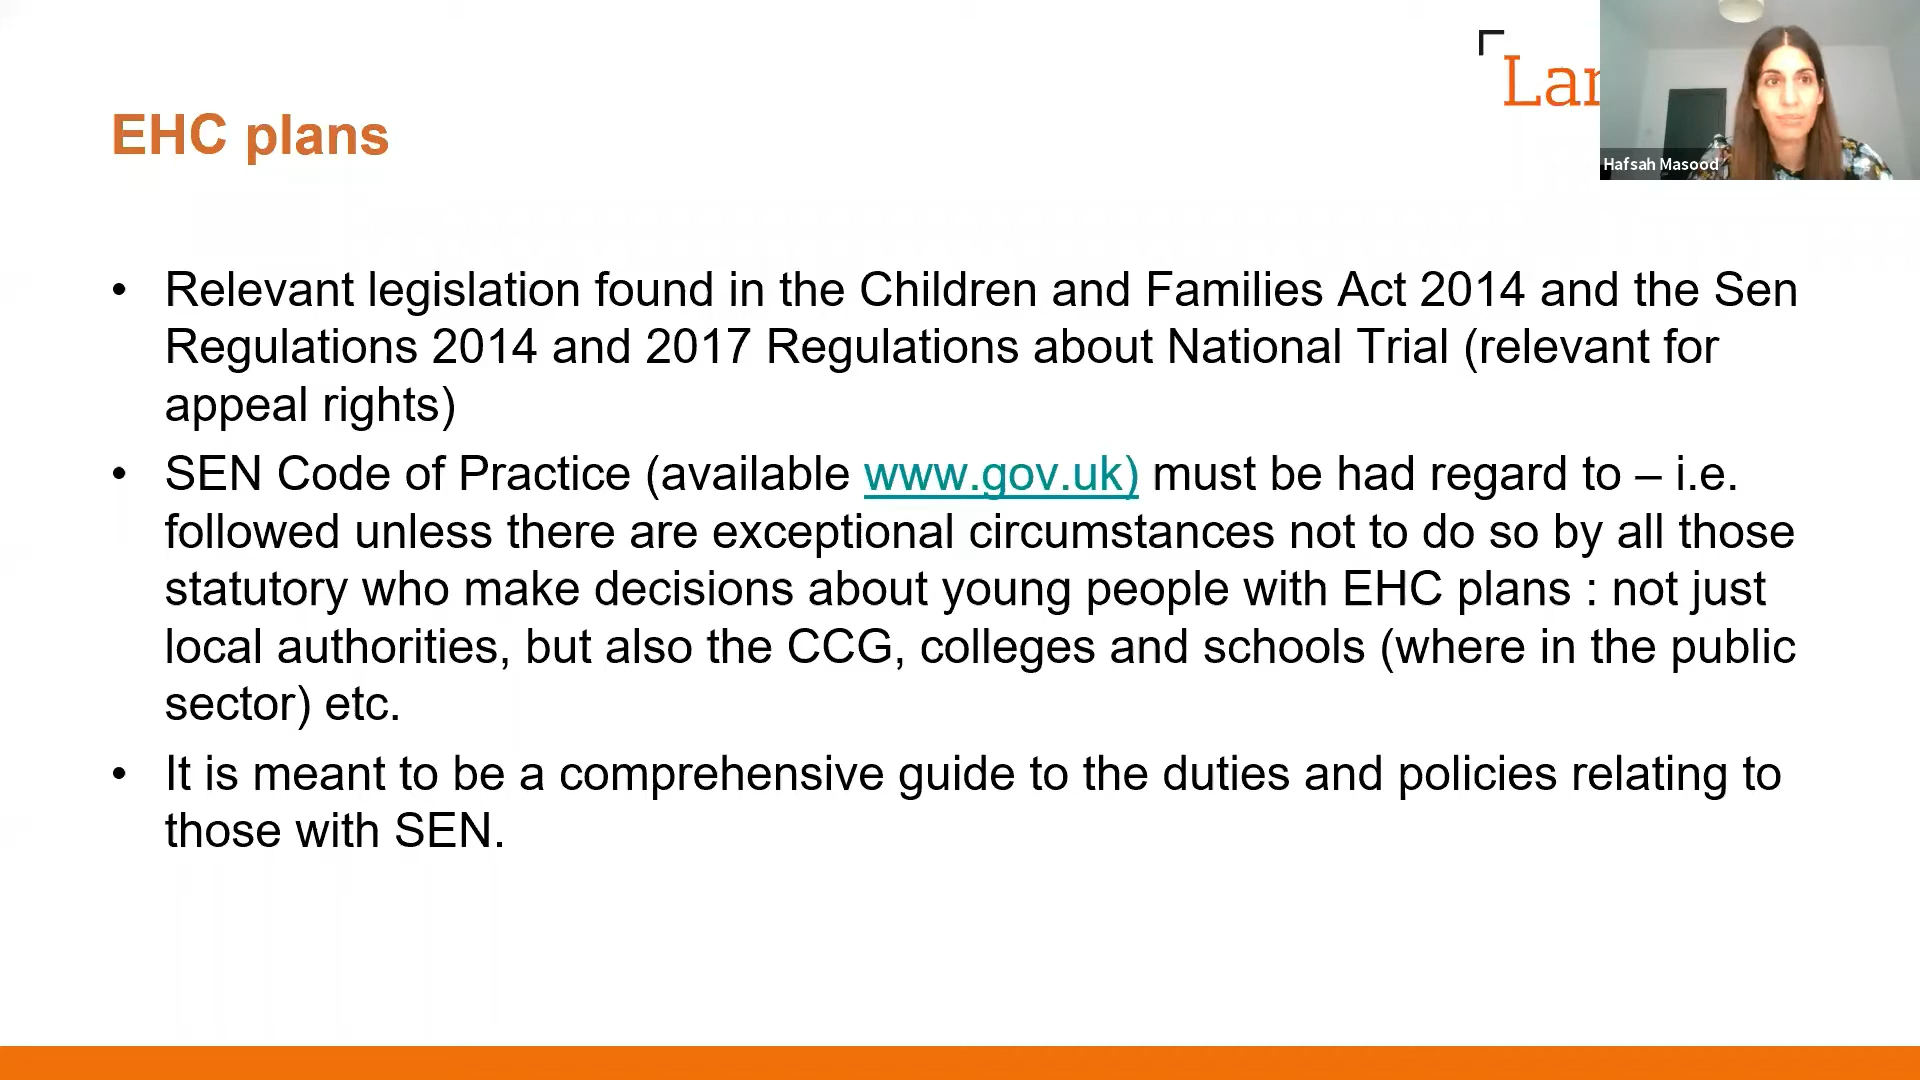 Lar
Hafsah Masood
EHC plans
• Relevant legislation found in the Children and Families Act 2014 and the Sen
Regulations 2014 and 2017 Regulations about National Trial (relevant for
appeal rights)
• SEN Code of Practice (available www.gov.uk) must be had regard to – i.e.
followed unless there are exceptional circumstances not to do so by all those
statutory who make decisions about young people with EHC plans : not just
local authorities, but also the CCG, colleges and schools (where in the public
sector) etc.
• It is meant to be a comprehensive guide to the duties and policies relating to
those with SEN.